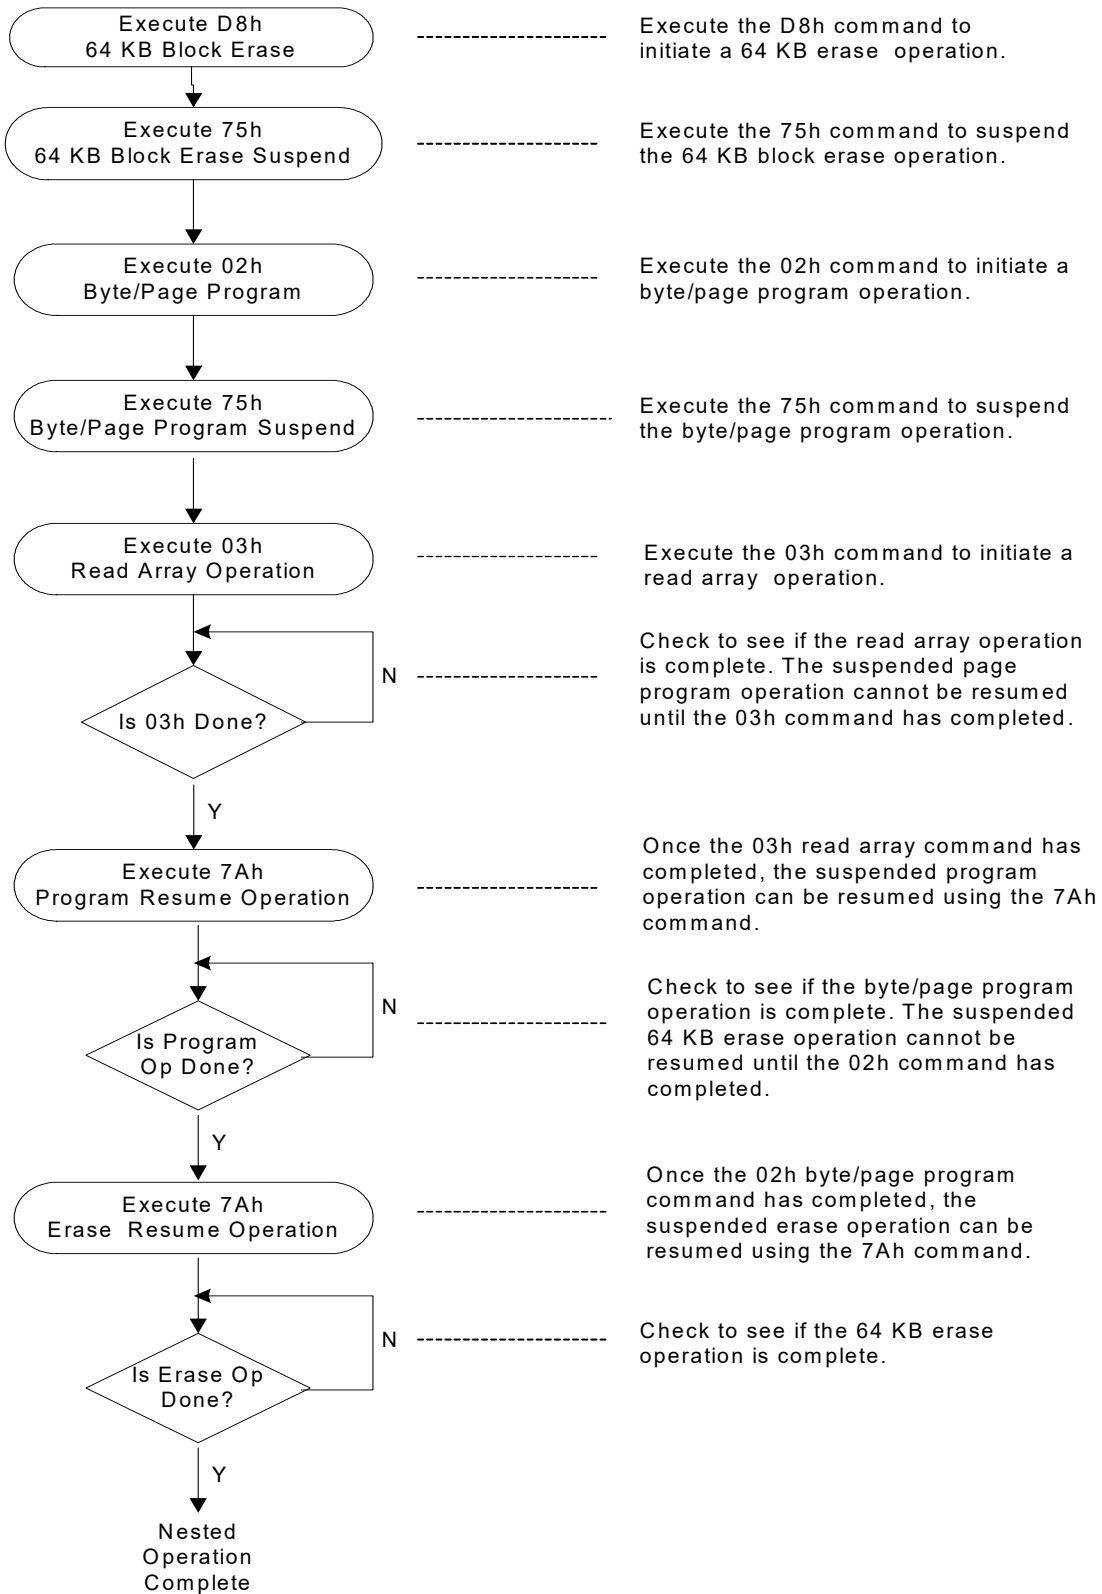 Execute D8h
64 KB Block Erase
Execute the D8h command to
initiate a 64 KB erase operation.
Execute 75h
64 KB Block Erase Suspend
Execute the 75h command to suspend
the 64 KB block erase operation.
Execute 02h
Byte/Page Program
Execute the 02h command to initiate a
byte/page program operation.
Execute 75h
Byte/Page Program Suspend
Execute the 75h command to suspend
the byte/page program operation.
Execute 03h
Read Array Operation
Execute the 03h command to initiate a
read array operation.
Is 03h Done?
N
Y
Check to see if the read array operation
is complete. The suspended page
program operation cannot be resumed
until the 03h command has completed.
Execute 7Ah
Program Resume Operation
Once the 03h read array command has
completed, the suspended program
operation can be resumed using the 7Ah
command.
Is Program
Op Done?
N
Y
Check to see if the byte/page program
operation is complete. The suspended
64 KB erase operation cannot be
resumed until the 02h command has
completed.
Execute 7Ah
Erase Resume Operation
Once the 02h byte/page program
command has completed, the
suspended erase operation can be
resumed using the 7Ah command.
Is Erase Op
Done?
N
Y
Check to see if the 64 KB erase
operation is complete.
Nested
Operation
Complete